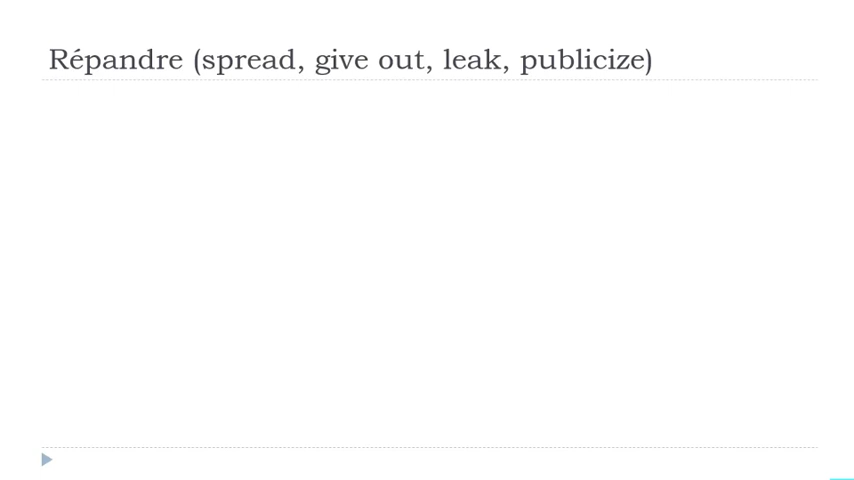 Répandre (spread, give out, leak, publicize)